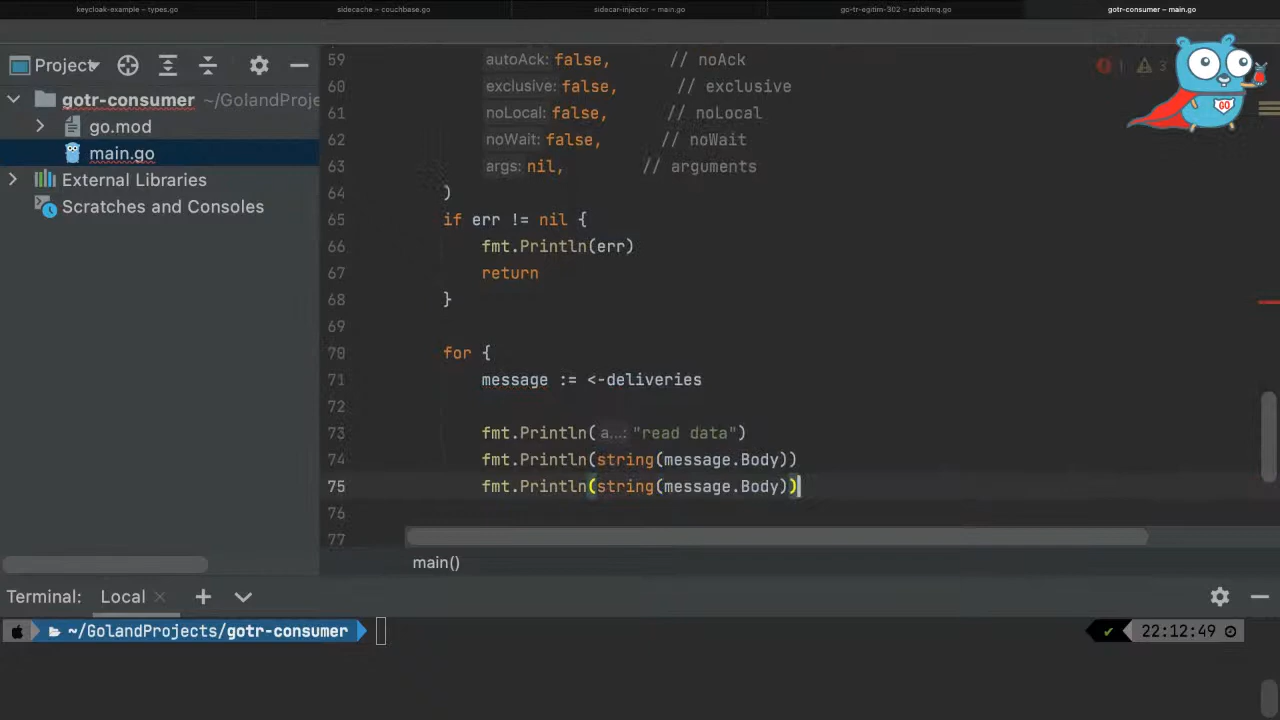 keycloak-example – types.go
sidecache – couchbase.go
sidecar-injector – main.go
go-tr-egitim-302 – rabbitmq.go
gotr-consumer – main.go
Project
gotr-consumer ~/GolandProje
go.mod
main.go
External Libraries
Scratches and Consoles
1 3
GO
59 autoAck: false, // noAck
60 exclusive: false, // exclusive
61 noLocal: false, // noLocal
62 noWait: false, // noWait
63 args: nil, // arguments
64 )
65 if err != nil {
66 fmt.Println(err)
67 return
68 }
69
70 for {
71 message := <-deliveries
72
73 fmt.Println( a...: "read data")
74 fmt.Println(string(message.Body))
75 fmt.Println(string(message.Body))
76
77
main()
Terminal: Local
~/GolandProjects/gotr-consumer
22:12:49